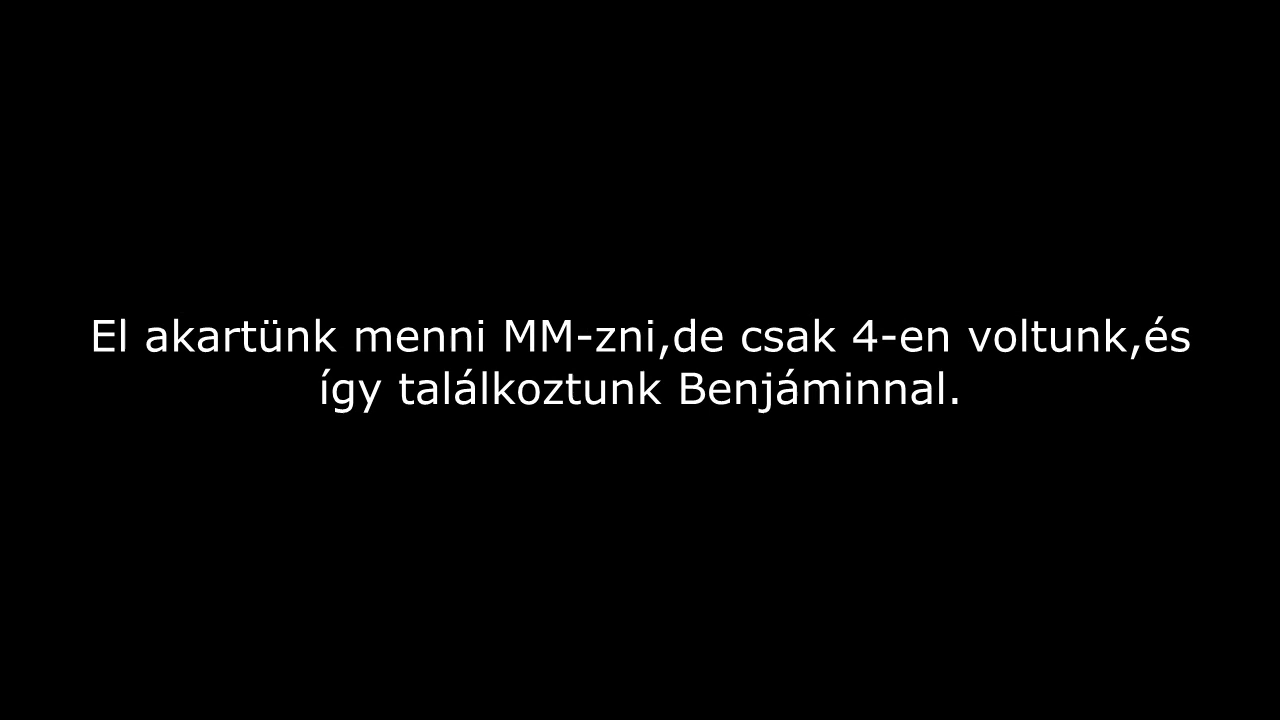 El akartünk menni MM-zni,de csak 4-en voltunk,és
így találkoztunk Benjáminnal.